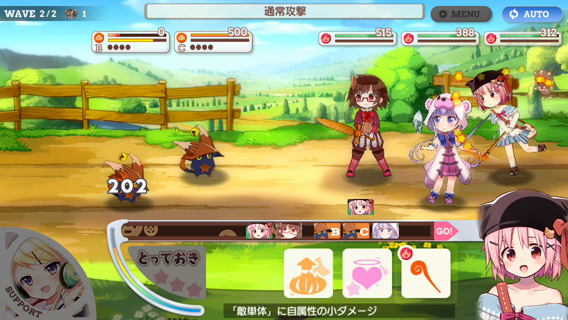 WAVE 2/2
1
通常攻撃
MENU
AUTO
0
B
500
C
515
388
312
202
B
C
GO!
とっておき
SUPPORT
「敵単体」に自属性の小ダメージ